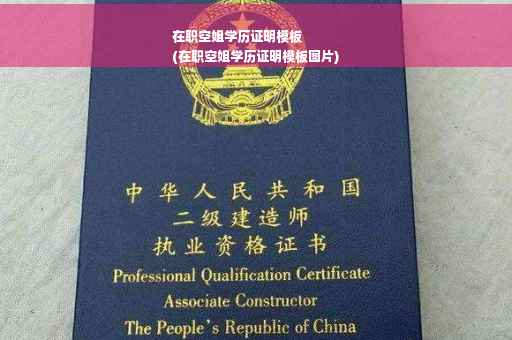 在职空姐学历证明模板
(在职空姐学历证明模板图片)
中华人民共和国
二级建造师
执业资格证书
Professional Qualification Certificate
Associate Constructor
The People's Republic of China